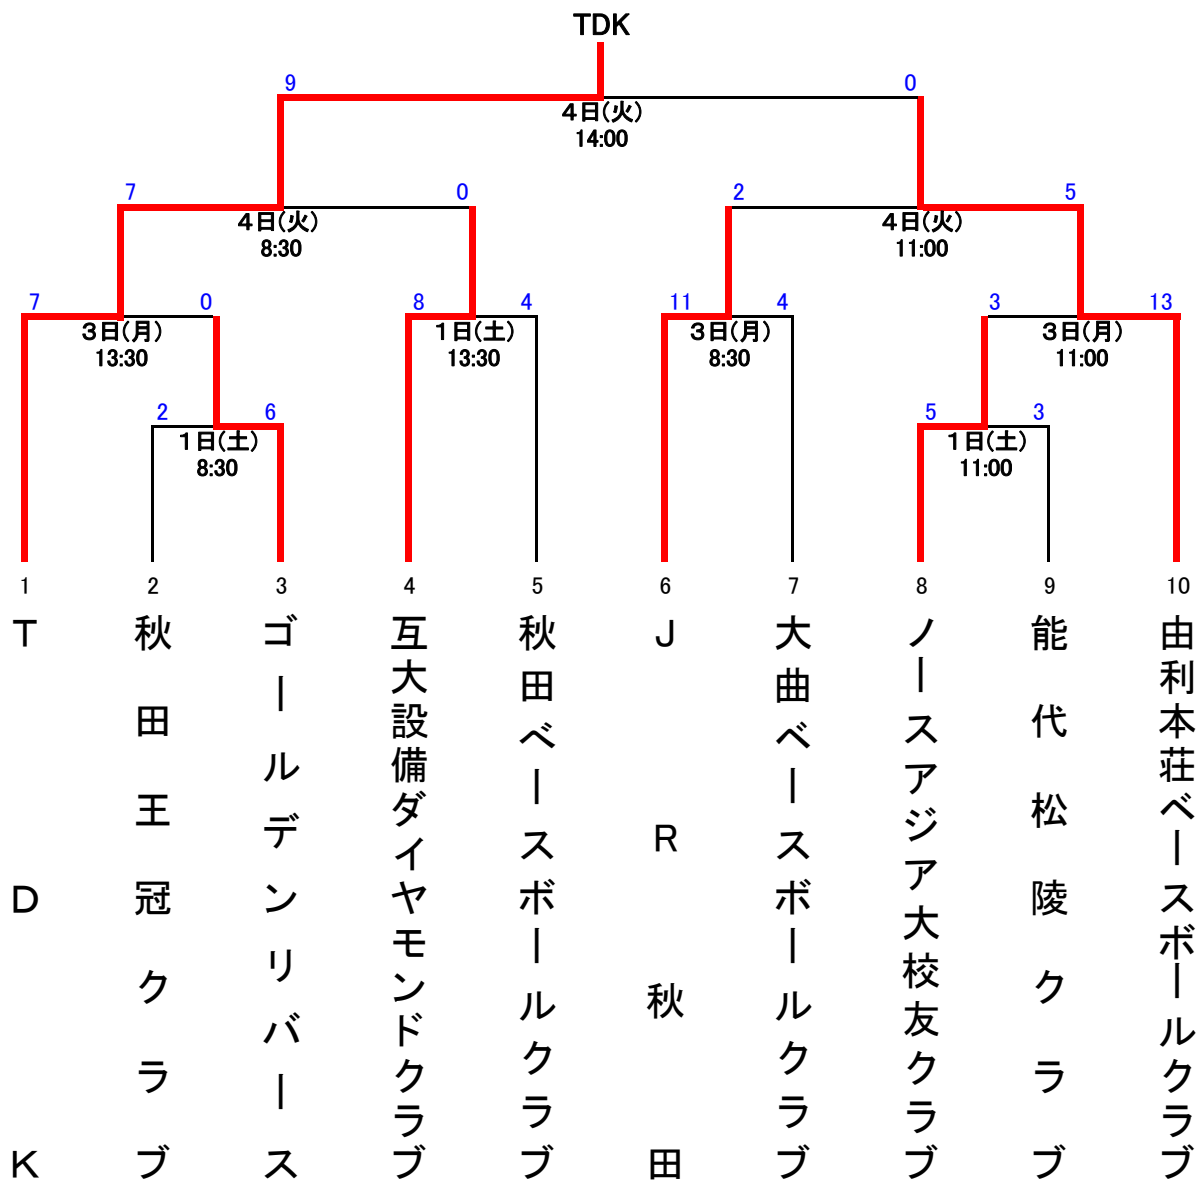 TDK
9
0
4日(火)
14:00
7
0
2
5
4日(火)
8:30
4日(火)
11:00
7
0
8
4
11
4
3
13
3日(月)
13:30
1日(土)
13:30
3日(月)
8:30
3日(月)
11:00
2
6
5
3
1日(土)
8:30
1日(土)
11:00
1
2
3
4
5
6
7
8
9
10
TDK
秋田王冠クラブ
ゴールデンリバース
互大設備ダイヤモンドクラブ
秋田ベースボールクラブ
JR秋田
大曲ベースボールクラブ
ノースアジア大校友クラブ
能代松陵クラブ
由利本荘ベースボールクラブ